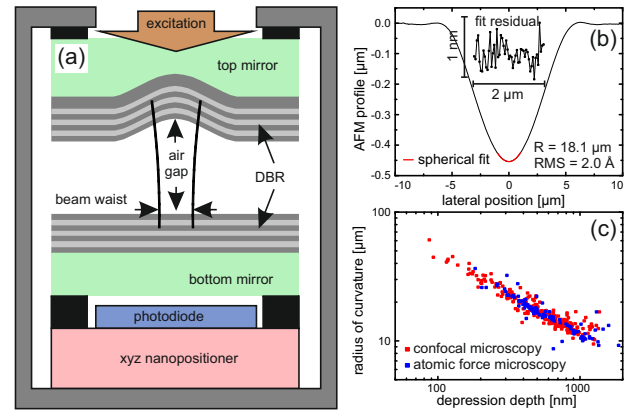 excitation
(a)
top mirror
air
gap
DBR
beam waist
bottom mirror
photodiode
xyz nanopositioner
(b)
AFM profile [µm]
0.0
-0.1
-0.2
-0.3
-0.4
-0.5
fit residual
1 nm
2 µm
spherical fit
R = 18.1 µm
RMS = 2.0 Å
-10 -5 0 5 10
lateral position [µm]
(c)
radius of curvature [µm]
100
10
confocal microscopy
atomic force microscopy
100 1000
depression depth [nm]